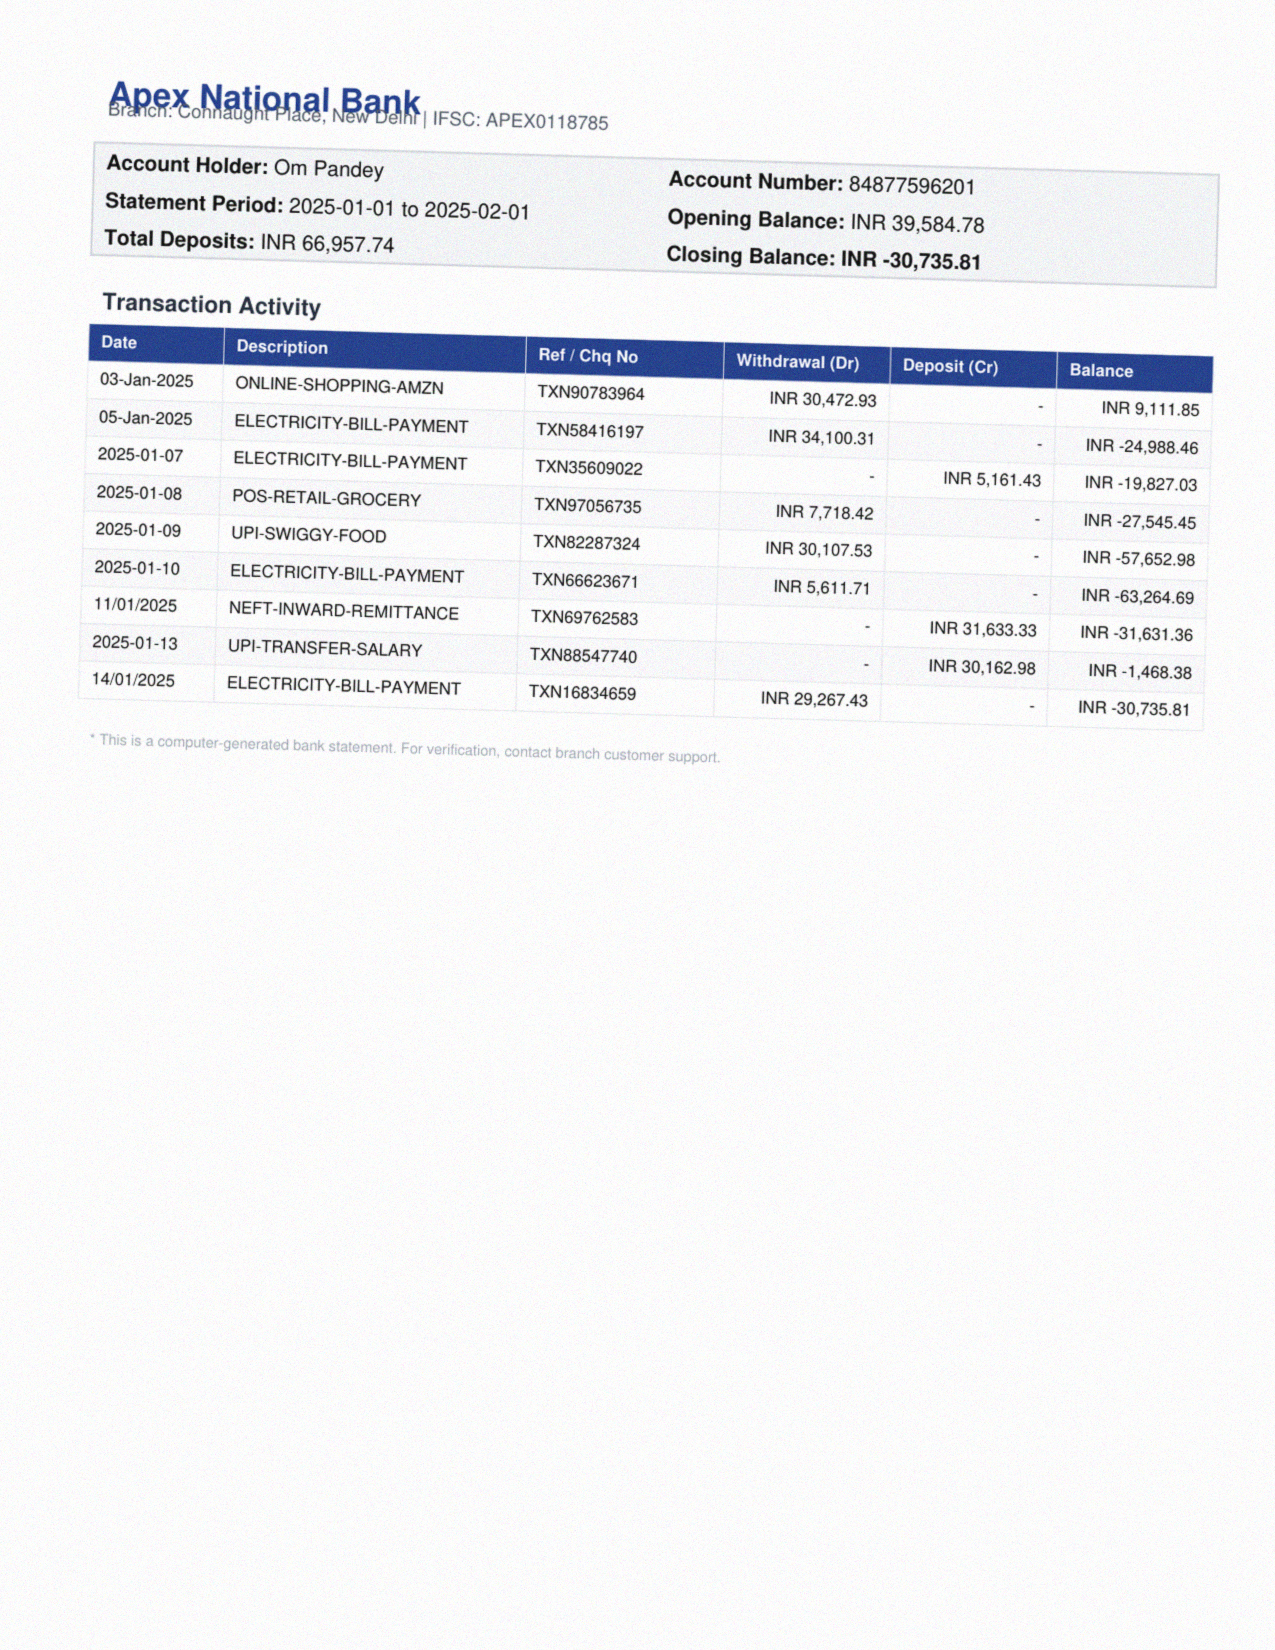 Apex National Bank
Branch: Connaught Place, New Delhi | IFSC: APEX0118785
Account Holder: Om Pandey
Account Number: 84877596201
Statement Period: 2025-01-01 to 2025-02-01
Opening Balance: INR 39,584.78
Total Deposits: INR 66,957.74
Closing Balance: INR -30,735.81
Transaction Activity
Date Description Ref / Chq No Withdrawal (Dr) Deposit (Cr) Balance
03-Jan-2025 ONLINE-SHOPPING-AMZN TXN90783964 INR 30,472.93 - INR 9,111.85
05-Jan-2025 ELECTRICITY-BILL-PAYMENT TXN58416197 INR 34,100.31 - INR -24,988.46
2025-01-07 ELECTRICITY-BILL-PAYMENT TXN35609022 - INR 5,161.43 INR -19,827.03
2025-01-08 POS-RETAIL-GROCERY TXN97056735 INR 7,718.42 - INR -27,545.45
2025-01-09 UPI-SWIGGY-FOOD TXN82287324 INR 30,107.53 - INR -57,652.98
2025-01-10 ELECTRICITY-BILL-PAYMENT TXN66623671 INR 5,611.71 - INR -63,264.69
11/01/2025 NEFT-INWARD-REMITTANCE TXN69762583 - INR 31,633.33 INR -31,631.36
2025-01-13 UPI-TRANSFER-SALARY TXN88547740 - INR 30,162.98 INR -1,468.38
14/01/2025 ELECTRICITY-BILL-PAYMENT TXN16834659 INR 29,267.43 - INR -30,735.81
* This is a computer-generated bank statement. For verification, contact branch customer support.